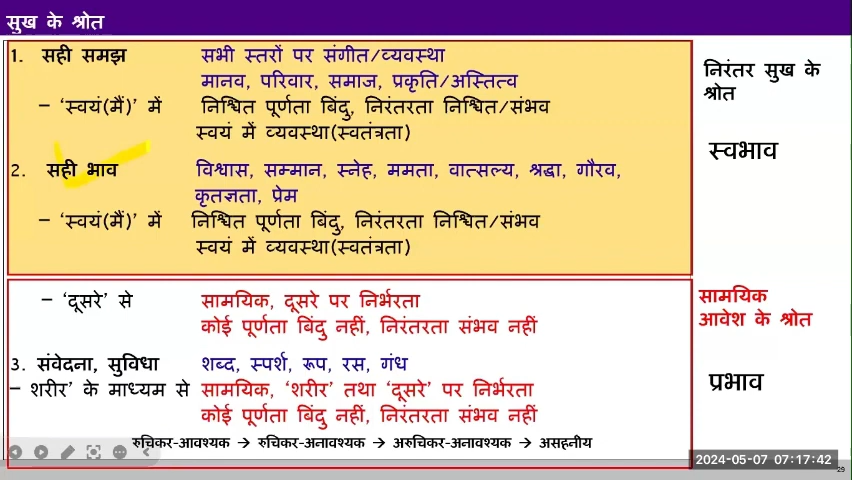 सुख के श्रोत
1. सही समझ सभी स्तरों पर संगीत/व्यवस्था
मानव, परिवार, समाज, प्रकृति/अस्तित्व
– ‘स्वयं(मैं)’ में निश्चित पूर्णता बिंदु, निरंतरता निश्चित/संभव
स्वयं में व्यवस्था(स्वतंत्रता)
2. सही भाव विश्वास, सम्मान, स्नेह, ममता, वात्सल्य, श्रद्धा, गौरव,
कृतज्ञता, प्रेम
– ‘स्वयं(मैं)’ में निश्चित पूर्णता बिंदु, निरंतरता निश्चित/संभव
स्वयं में व्यवस्था(स्वतंत्रता)
निरंतर सुख के
श्रोत
स्वभाव
– ‘दूसरे’ से सामयिक, दूसरे पर निर्भरता
कोई पूर्णता बिंदु नहीं, निरंतरता संभव नहीं
3. संवेदना, सुविधा शब्द, स्पर्श, रूप, रस, गंध
– शरीर’ के माध्यम से सामयिक, ‘शरीर’ तथा ‘दूसरे’ पर निर्भरता
कोई पूर्णता बिंदु नहीं, निरंतरता संभव नहीं
रुचिकर-आवश्यक → रुचिकर-अनावश्यक → अरुचिकर-अनावश्यक → असहनीय
सामयिक
आवेश के श्रोत
प्रभाव
2024-05-07 07:17:42
29